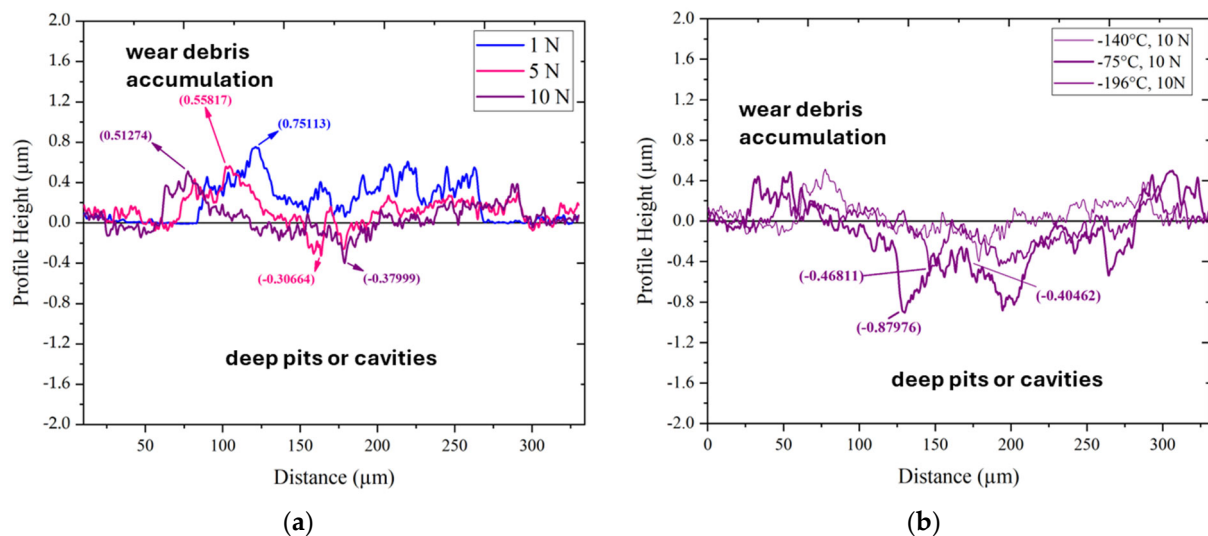 2.0
1.6
1.2
0.8
0.4
0.0
-0.4
-0.8
-1.2
-1.6
-2.0
Profile Height (µm)
wear debris
accumulation
1 N
5 N
10 N
(0.55817)
(0.51274)
(0.75113)
(-0.30664)
(-0.37999)
deep pits or cavities
50 100 150 200 250 300
Distance (µm)
(a)
2.0
1.6
1.2
0.8
0.4
0.0
-0.4
-0.8
-1.2
-1.6
-2.0
Profile Height (µm)
-140°C, 10 N
-75°C, 10 N
-196°C, 10N
wear debris
accumulation
(-0.46811)
(-0.40462)
(-0.87976)
deep pits or cavities
0 50 100 150 200 250 300
Distance (µm)
(b)